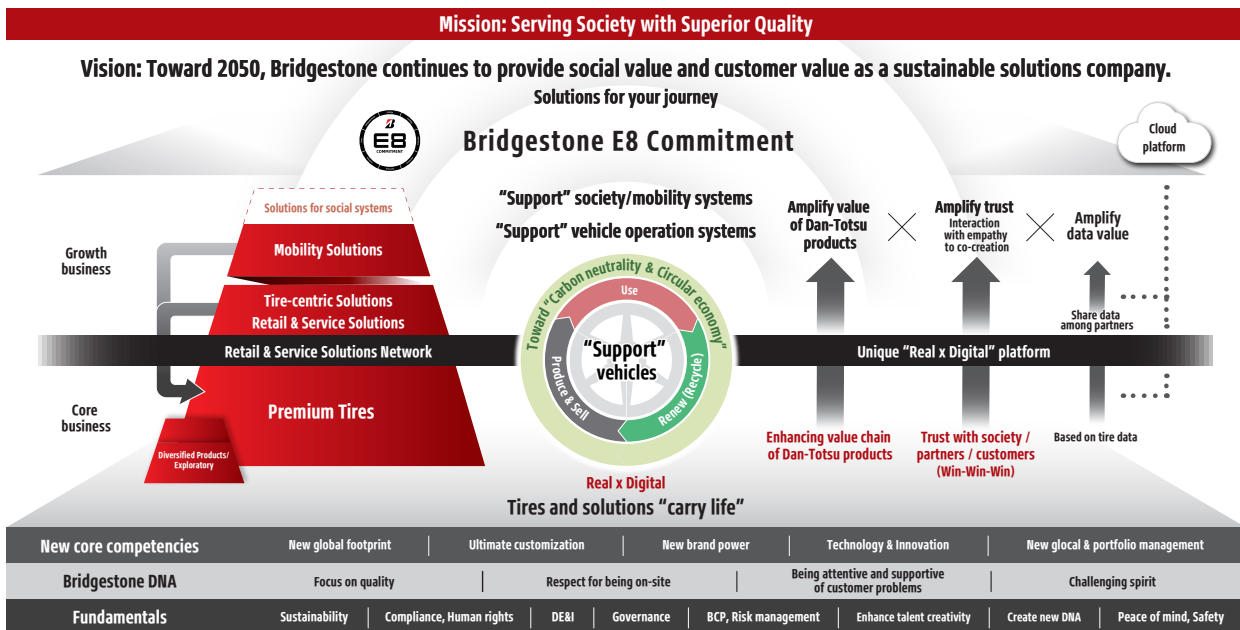 Mission: Serving Society with Superior Quality
Vision: Toward 2050, Bridgestone continues to provide social value and customer value as a sustainable solutions company.
Solutions for your journey
E8
COMMITMENT
Bridgestone E8 Commitment
Cloud
platform
Solutions for social systems
Growth
business
Mobility Solutions
Tire-centric Solutions
Retail & Service Solutions
Retail & Service Solutions Network
Core
business
Premium Tires
Diversified Products/
Exploratory
"Support" society/mobility systems
"Support" vehicle operation systems
Toward "Carbon neutrality & Circular economy"
Use
Produce & Sell
Renew (Recycle)
"Support"
vehicles
Real x Digital
Tires and solutions "carry life"
Amplify value
of Dan-Totsu
products
Amplify trust
Interaction
with empathy
to co-creation
Amplify
data value
Share data
among partners
Unique "Real x Digital" platform
Enhancing value chain
of Dan-Totsu products
Trust with society /
partners / customers
(Win-Win-Win)
Based on tire data
New core competencies
New global footprint
Ultimate customization
New brand power
Technology & Innovation
New glocal & portfolio management
Bridgestone DNA
Focus on quality
Respect for being on-site
Being attentive and supportive
of customer problems
Challenging spirit
Fundamentals
Sustainability
Compliance, Human rights
DE&I
Governance
BCP, Risk management
Enhance talent creativity
Create new DNA
Peace of mind, Safety